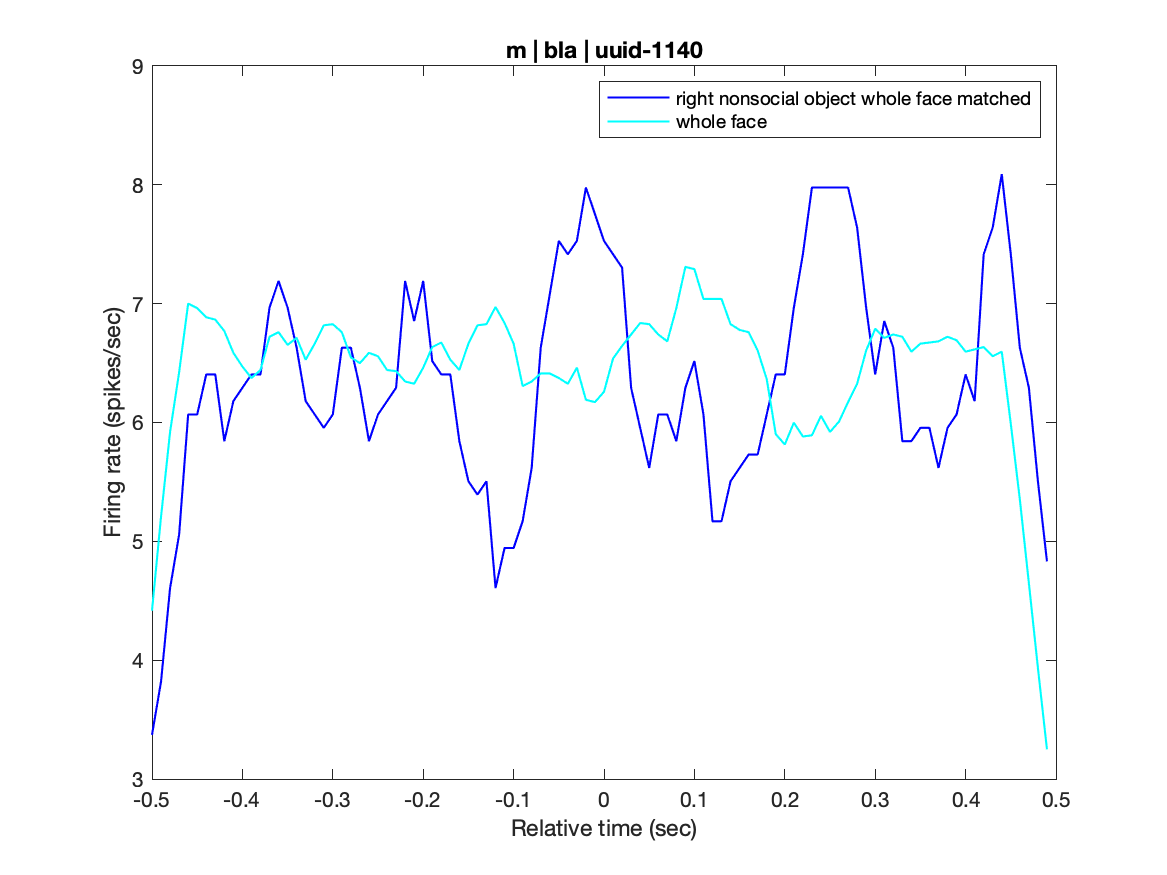 m | bla | uuid-1140
right nonsocial object whole face matched
whole face
Firing rate (spikes/sec)
9
8
7
6
5
4
3
-0.5 -0.4 -0.3 -0.2 -0.1 0 0.1 0.2 0.3 0.4 0.5
Relative time (sec)